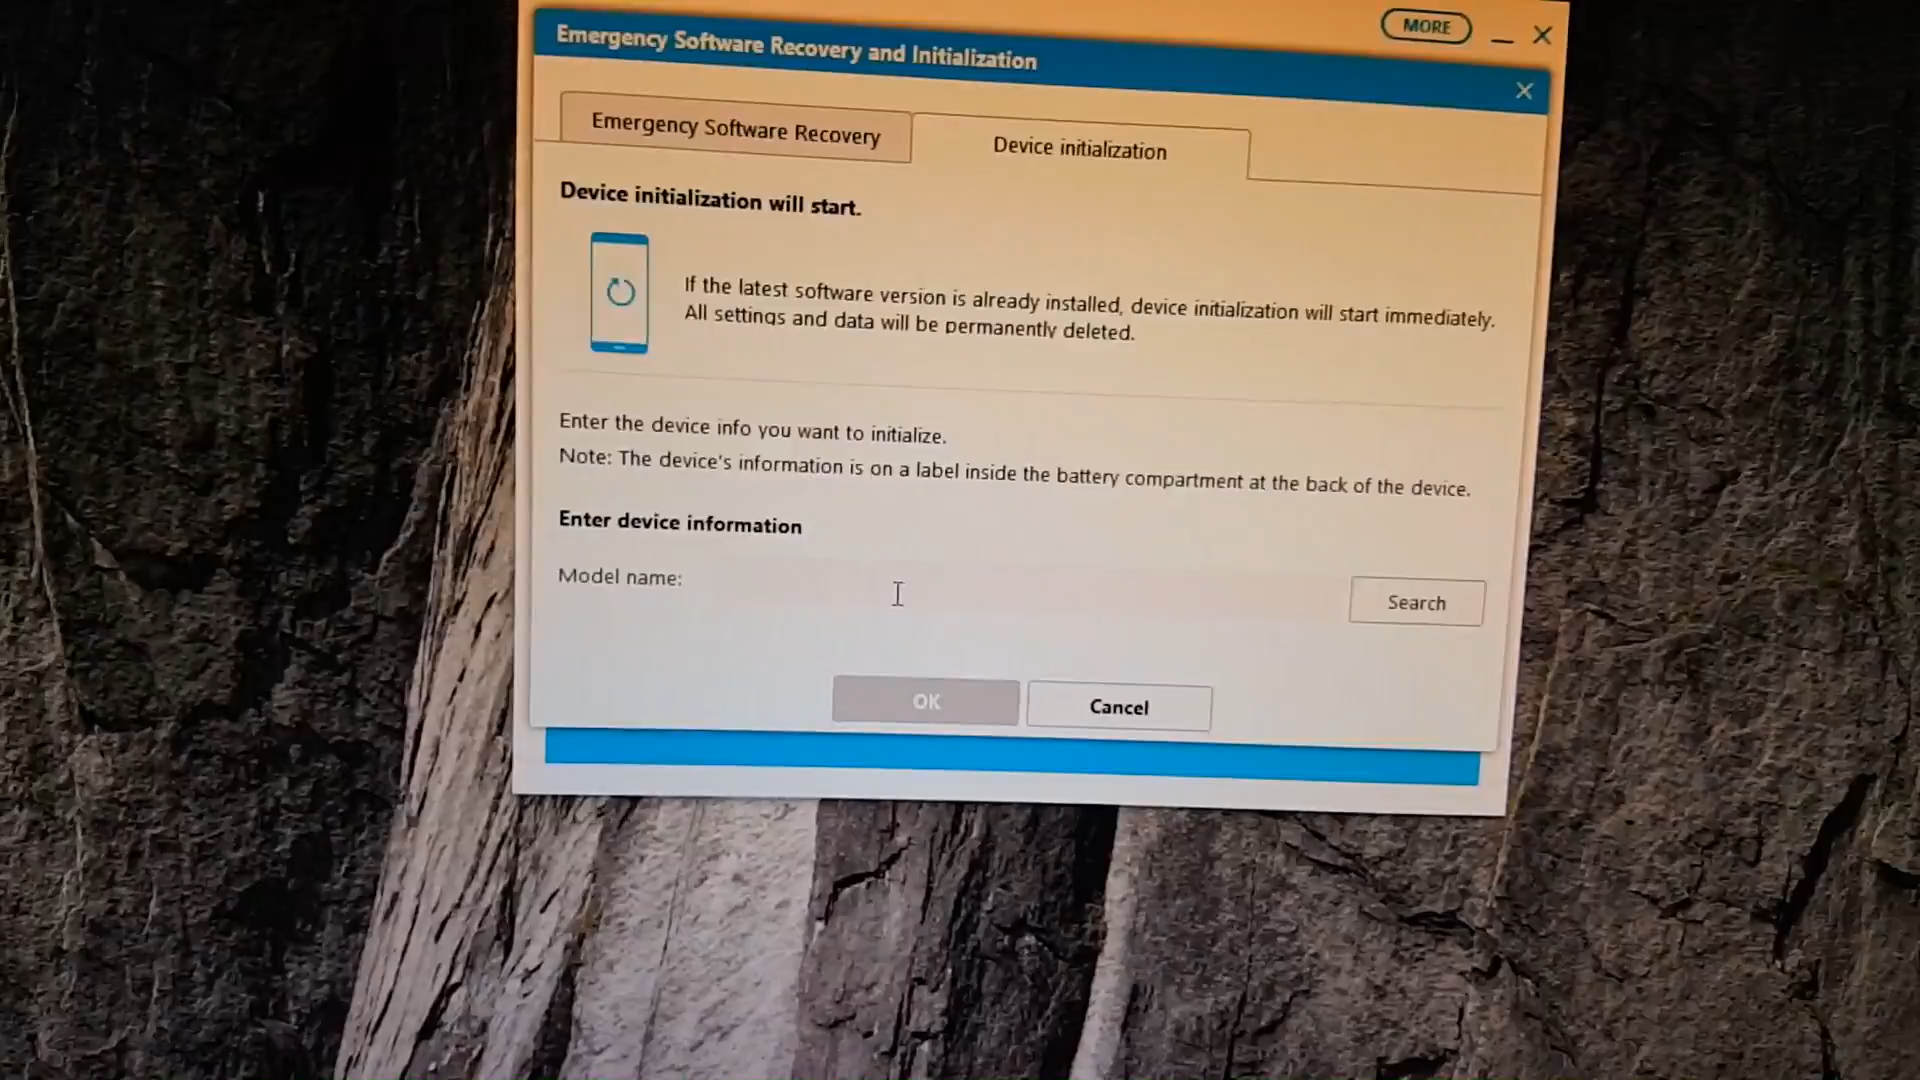 MORE
Emergency Software Recovery and Initialization
Emergency Software Recovery
Device initialization
Device initialization will start.
If the latest software version is already installed, device initialization will start immediately.
All settings and data will be permanently deleted.
Enter the device info you want to initialize.
Note: The device's information is on a label inside the battery compartment at the back of the device.
Enter device information
Model name:
Search
OK
Cancel